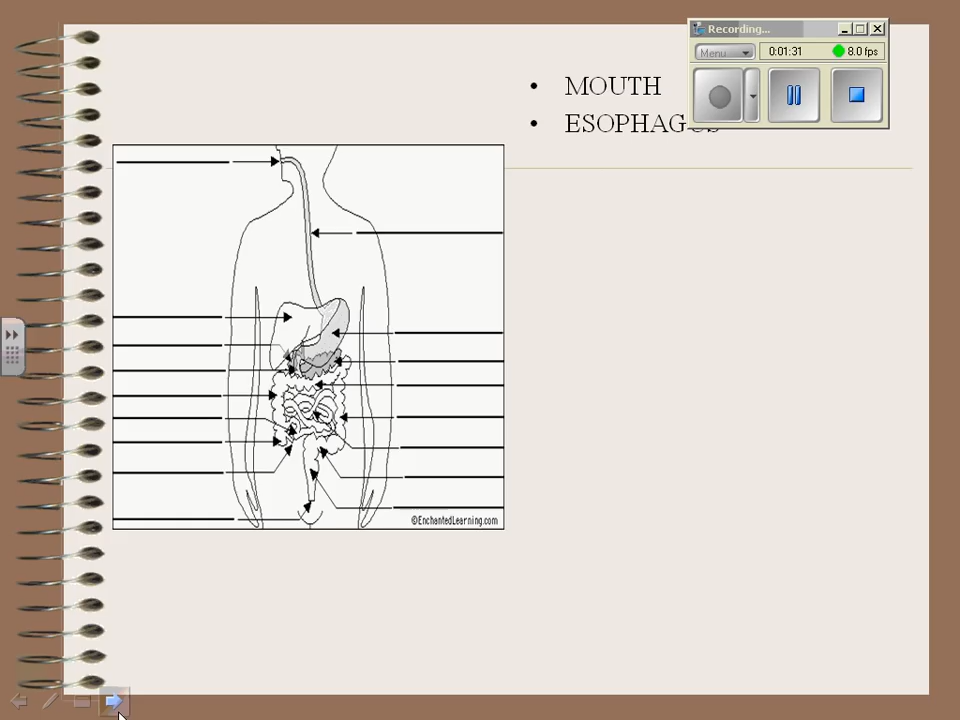 Recording...
Menu 0:01:31 8.0 fps
• MOUTH
• ESOPHAGUS
©EnchantedLearning.com